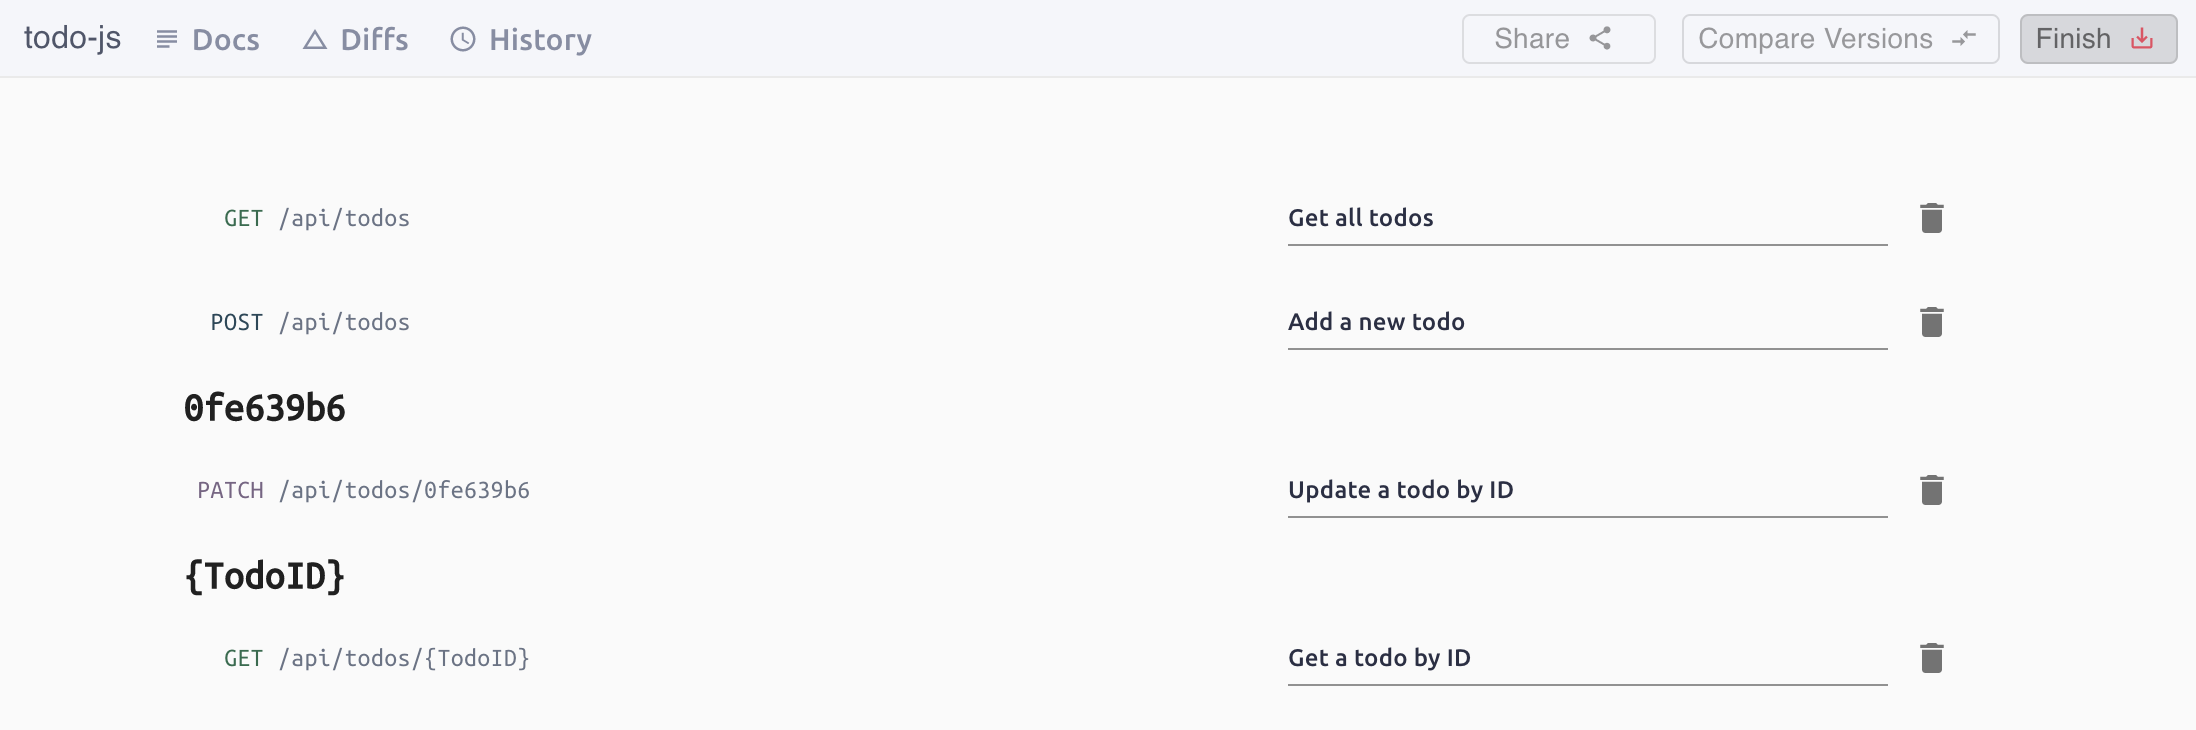 todo-js Docs Diffs History Share Compare Versions Finish
GET /api/todos Get all todos
POST /api/todos Add a new todo
0fe639b6
PATCH /api/todos/0fe639b6 Update a todo by ID
{TodoID}
GET /api/todos/{TodoID} Get a todo by ID